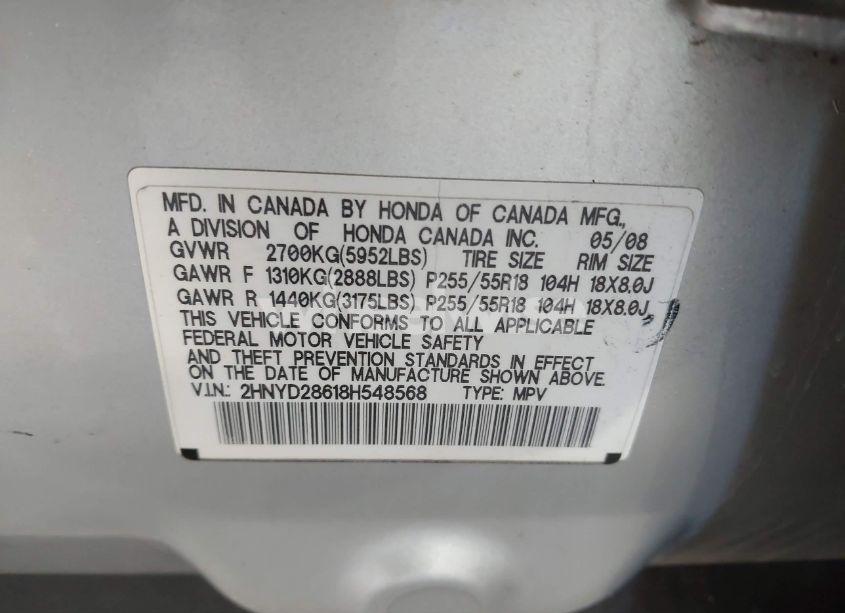 MFD. IN CANADA BY HONDA OF CANADA MFG.,
A DIVISION OF HONDA CANADA INC. 05/08
GVWR 2700KG(5952LBS) TIRE SIZE RIM SIZE
GAWR F 1310KG(2888LBS) P255/55R18 104H 18X8.0J
GAWR R 1440KG(3175LBS) P255/55R18 104H 18X8.0J
THIS VEHICLE CONFORMS TO ALL APPLICABLE
FEDERAL MOTOR VEHICLE SAFETY
AND THEFT PREVENTION STANDARDS IN EFFECT
ON THE DATE OF MANUFACTURE SHOWN ABOVE.
V.I.N.: 2HNYD28618H548568 TYPE: MPV